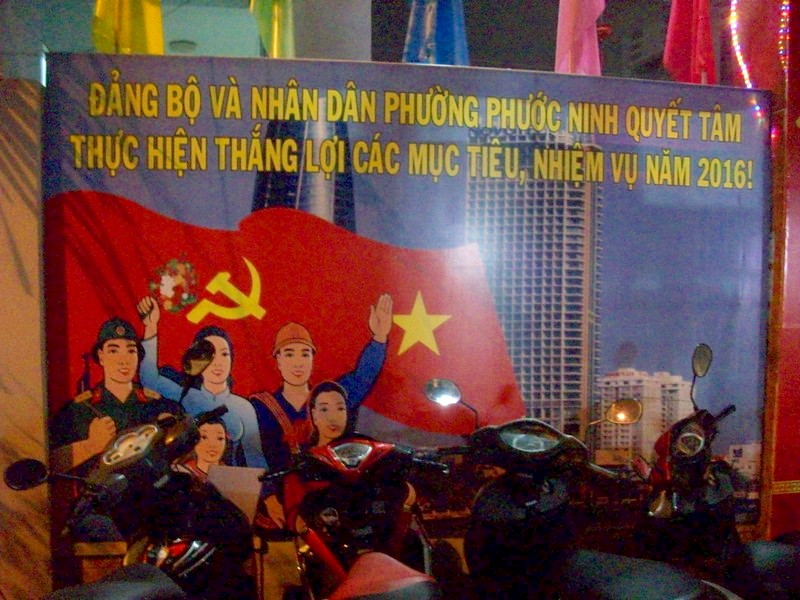 ĐẢNG BỘ VÀ NHÂN DÂN PHƯỜNG PHƯỚC NINH QUYẾT TÂM
THỰC HIỆN THẮNG LỢI CÁC MỤC TIÊU, NHIỆM VỤ NĂM 2016!